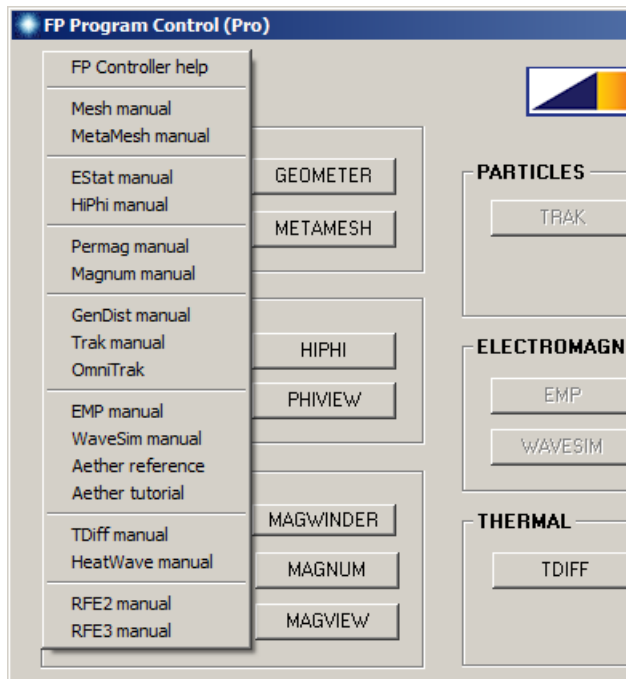 FP Program Control (Pro)
FP Controller help
Mesh manual
MetaMesh manual
EStat manual
HiPhi manual
Permag manual
Magnum manual
GenDist manual
Trak manual
OmniTrak
EMP manual
WaveSim manual
Aether reference
Aether tutorial
TDiff manual
HeatWave manual
RFE2 manual
RFE3 manual
GEOMETER
METAMESH
HIPHI
PHIVIEW
MAGWINDER
MAGNUM
MAGVIEW
PARTICLES
TRAK
ELECTROMAGN
EMP
WAVESIM
THERMAL
TDIFF